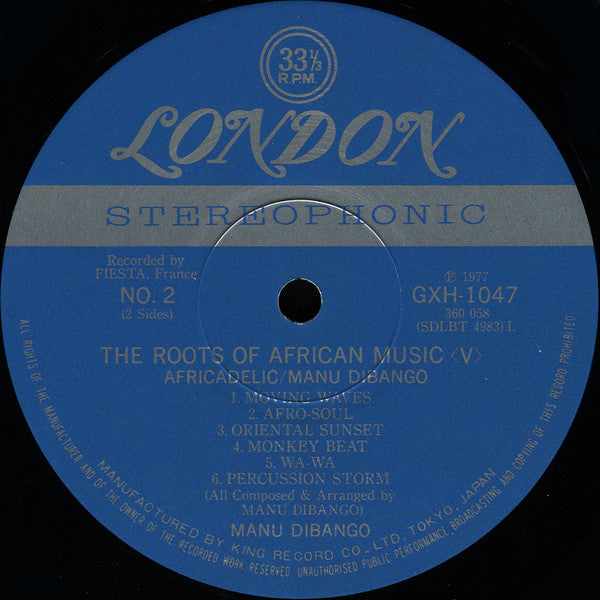 33 1/3
R.P.M.
LONDON
STEREOPHONIC
Recorded by
FIESTA, France
NO. 2
(2 Sides)
℗ 1977
GXH-1047
360 058
(SDLBT 4983) L
THE ROOTS OF AFRICAN MUSIC 〈V〉
AFRICADELIC/MANU DIBANGO
1. MOVING WAVES
2. AFRO-SOUL
3. ORIENTAL SUNSET
4. MONKEY BEAT
5. WA-WA
6. PERCUSSION STORM
(All Composed & Arranged by
MANU DIBANGO)
MANU DIBANGO
MANUFACTURED BY KING RECORD CO., LTD. TOKYO, JAPAN
ALL RIGHTS OF THE MANUFACTURER AND OF THE OWNER OF THE RECORDED WORK RESERVED. UNAUTHORISED PUBLIC PERFORMANCE, BROADCASTING AND COPYING OF THIS RECORD PROHIBITED